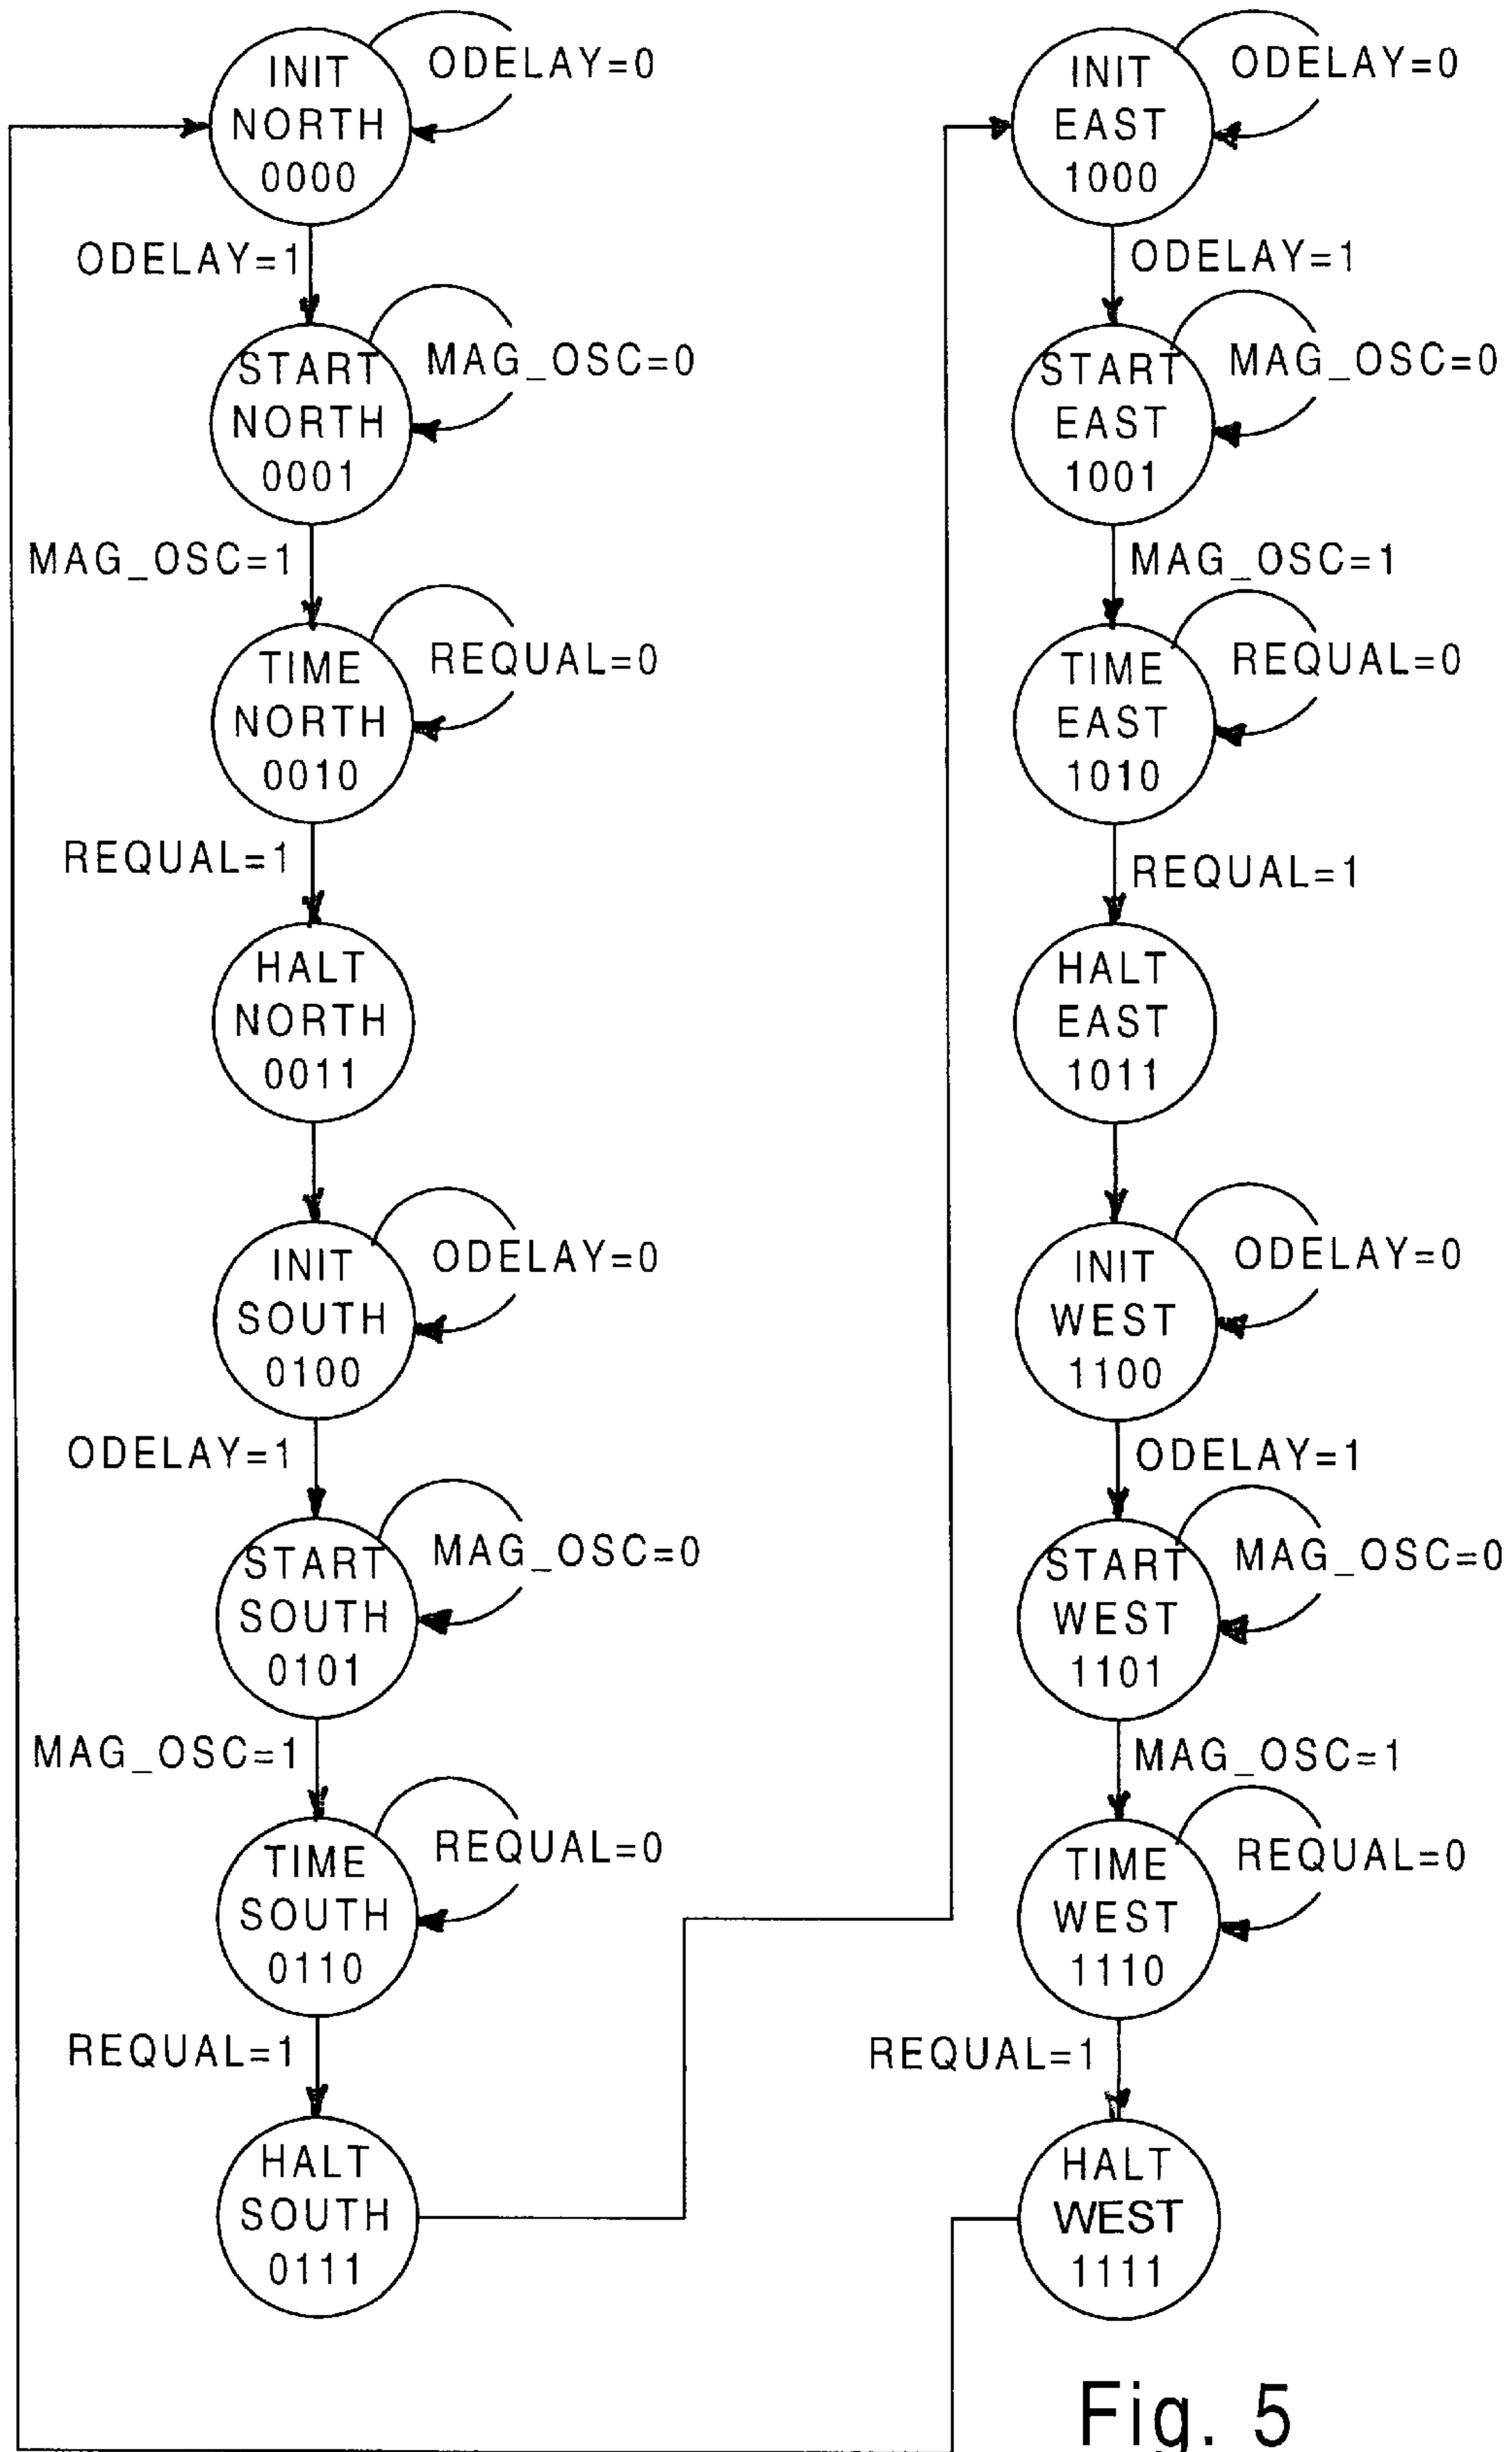 INIT
NORTH
0000
ODELAY=0
ODELAY=1
START
NORTH
0001
MAG_OSC=0
MAG_OSC=1
TIME
NORTH
0010
REQUAL=0
REQUAL=1
HALT
NORTH
0011
INIT
SOUTH
0100
ODELAY=0
ODELAY=1
START
SOUTH
0101
MAG_OSC=0
MAG_OSC=1
TIME
SOUTH
0110
REQUAL=0
REQUAL=1
HALT
SOUTH
0111
INIT
EAST
1000
ODELAY=0
ODELAY=1
START
EAST
1001
MAG_OSC=0
MAG_OSC=1
TIME
EAST
1010
REQUAL=0
REQUAL=1
HALT
EAST
1011
INIT
WEST
1100
ODELAY=0
ODELAY=1
START
WEST
1101
MAG_OSC=0
MAG_OSC=1
TIME
WEST
1110
REQUAL=0
REQUAL=1
HALT
WEST
1111
Fig. 5